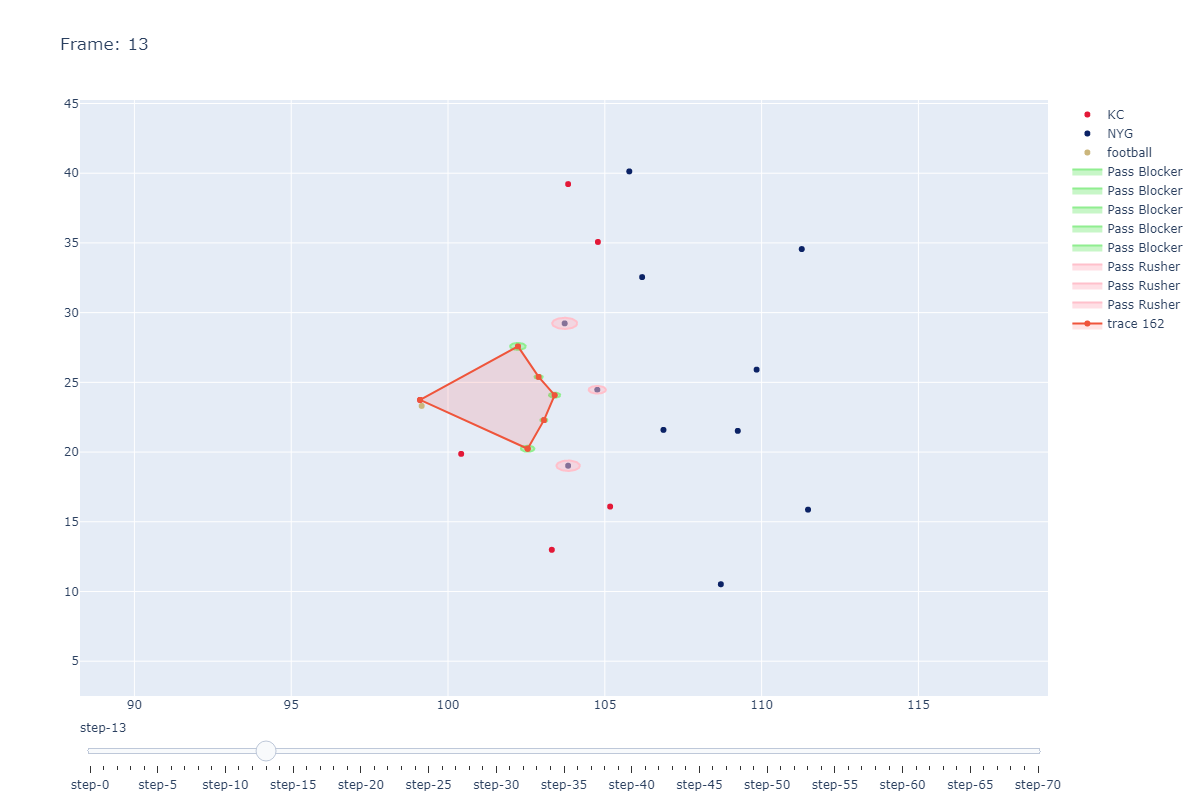 Frame: 13
45
40
35
30
25
20
15
10
5
90 95 100 105 110 115
KC
NYG
football
Pass Blocker
Pass Blocker
Pass Blocker
Pass Blocker
Pass Blocker
Pass Rusher
Pass Rusher
Pass Rusher
trace 162
step-13
step-0 step-5 step-10 step-15 step-20 step-25 step-30 step-35 step-40 step-45 step-50 step-55 step-60 step-65 step-70